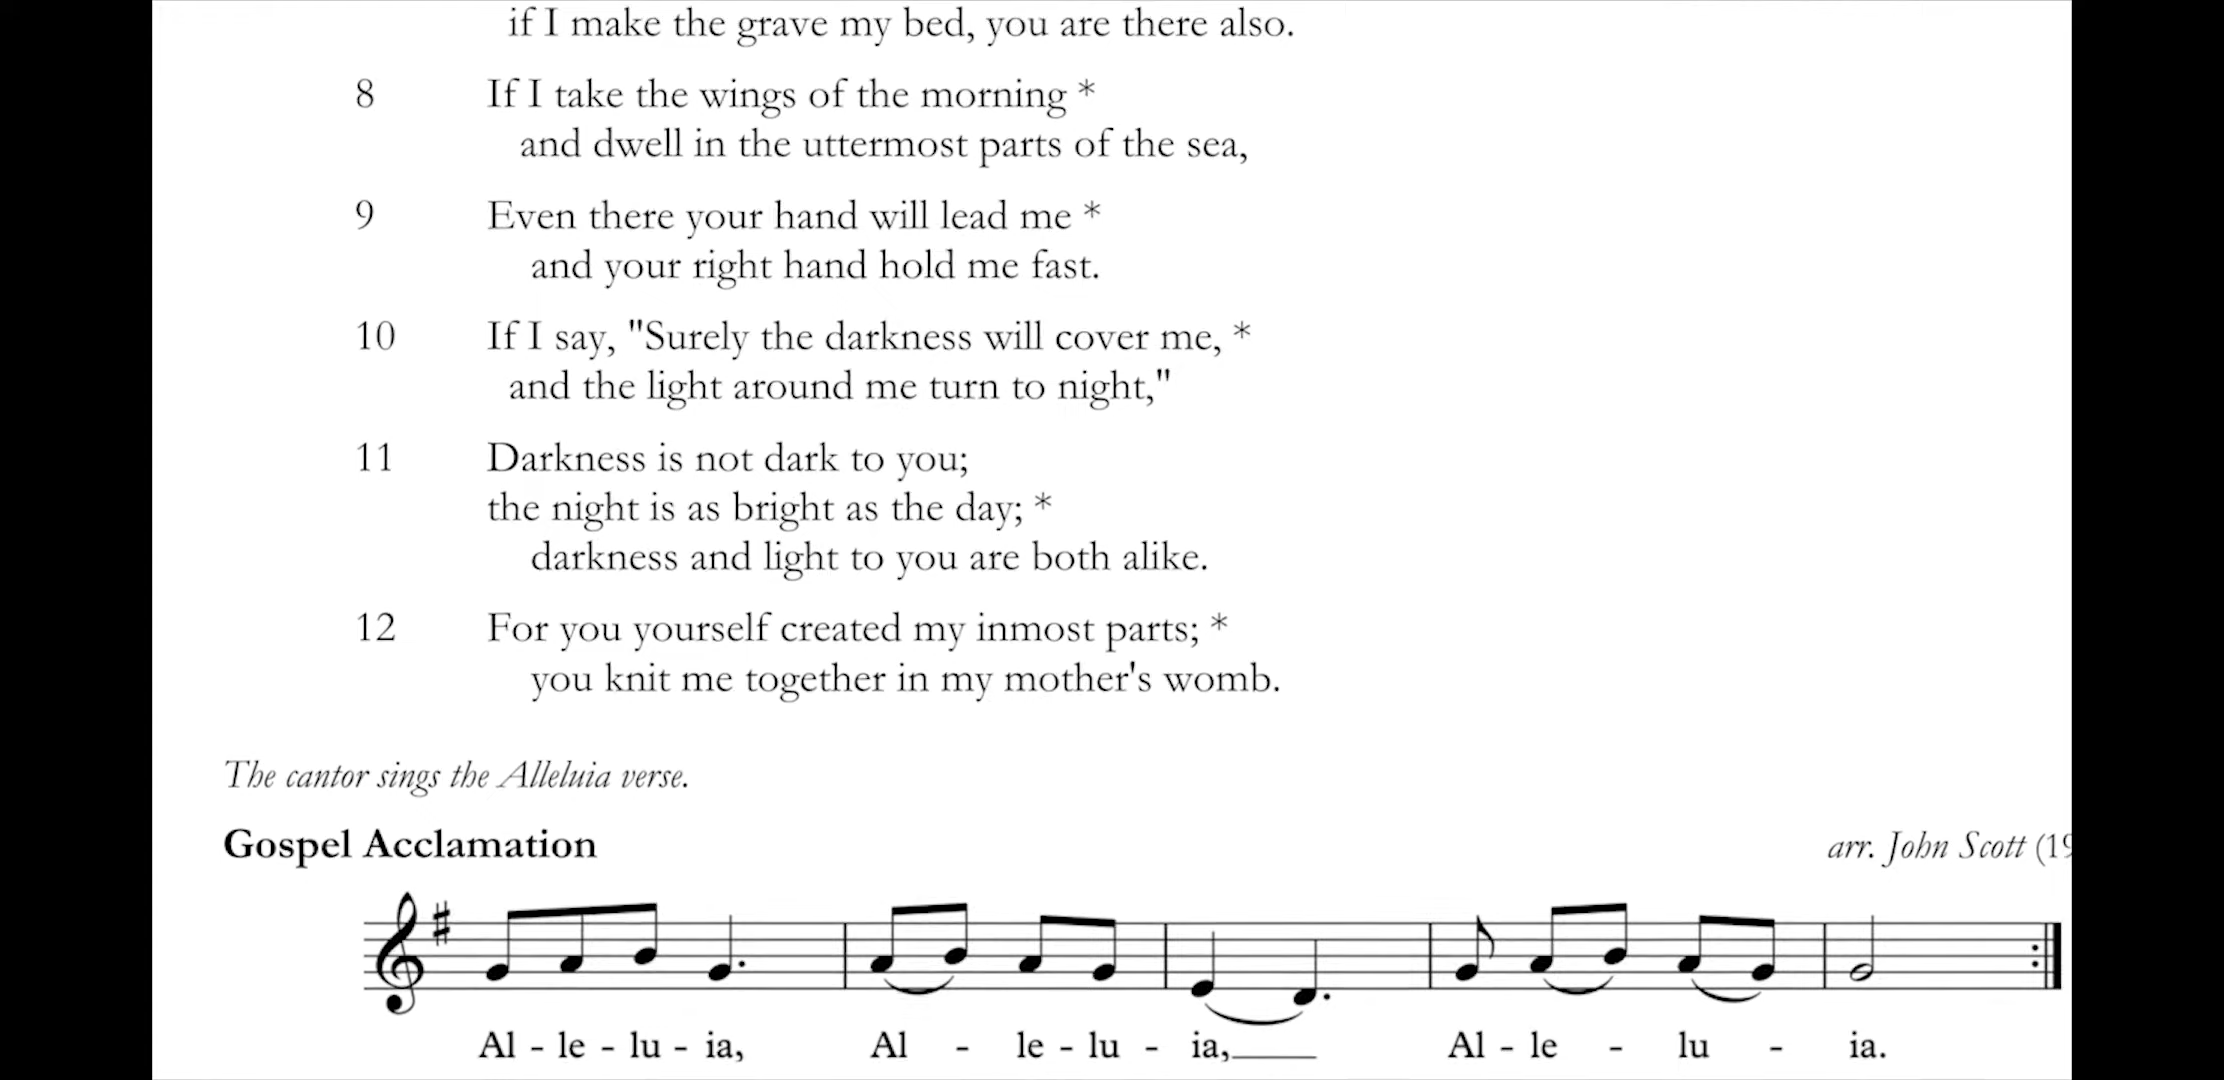 if I make the grave my bed, you are there also.
8 If I take the wings of the morning *
and dwell in the uttermost parts of the sea,
9 Even there your hand will lead me *
and your right hand hold me fast.
10 If I say, "Surely the darkness will cover me, *
and the light around me turn to night,"
11 Darkness is not dark to you;
the night is as bright as the day; *
darkness and light to you are both alike.
12 For you yourself created my inmost parts; *
you knit me together in my mother's womb.
The cantor sings the Alleluia verse.
Gospel Acclamation arr. John Scott (19
Al - le - lu - ia, Al - le - lu - ia,___ Al - le - lu - ia.